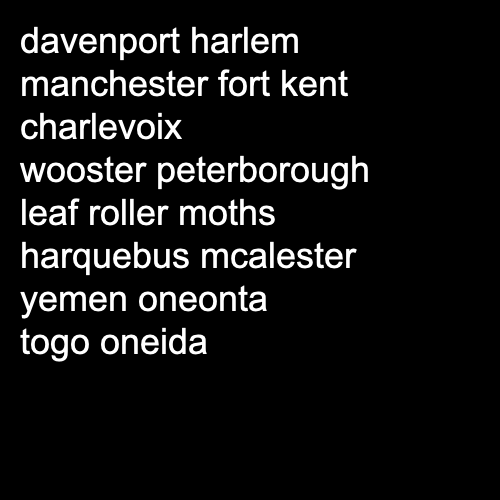 davenport harlem
manchester fort kent
charlevoix
wooster peterborough
leaf roller moths
harquebus mcalester
yemen oneonta
togo oneida